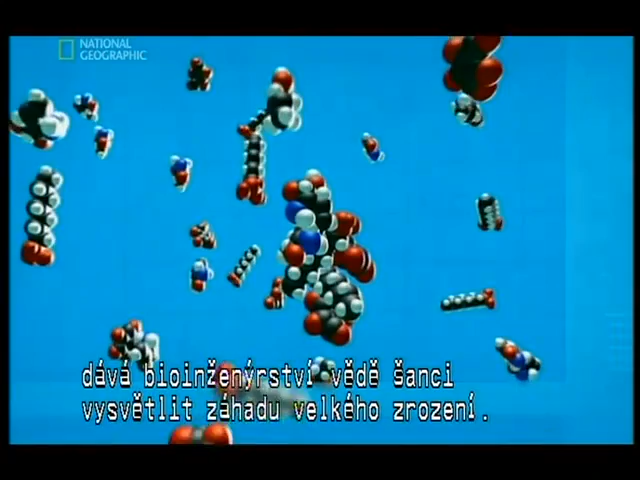 NATIONAL
GEOGRAPHIC
dává bioinženýrství vědě šanci
vysvětlit záhadu velkého zrození.